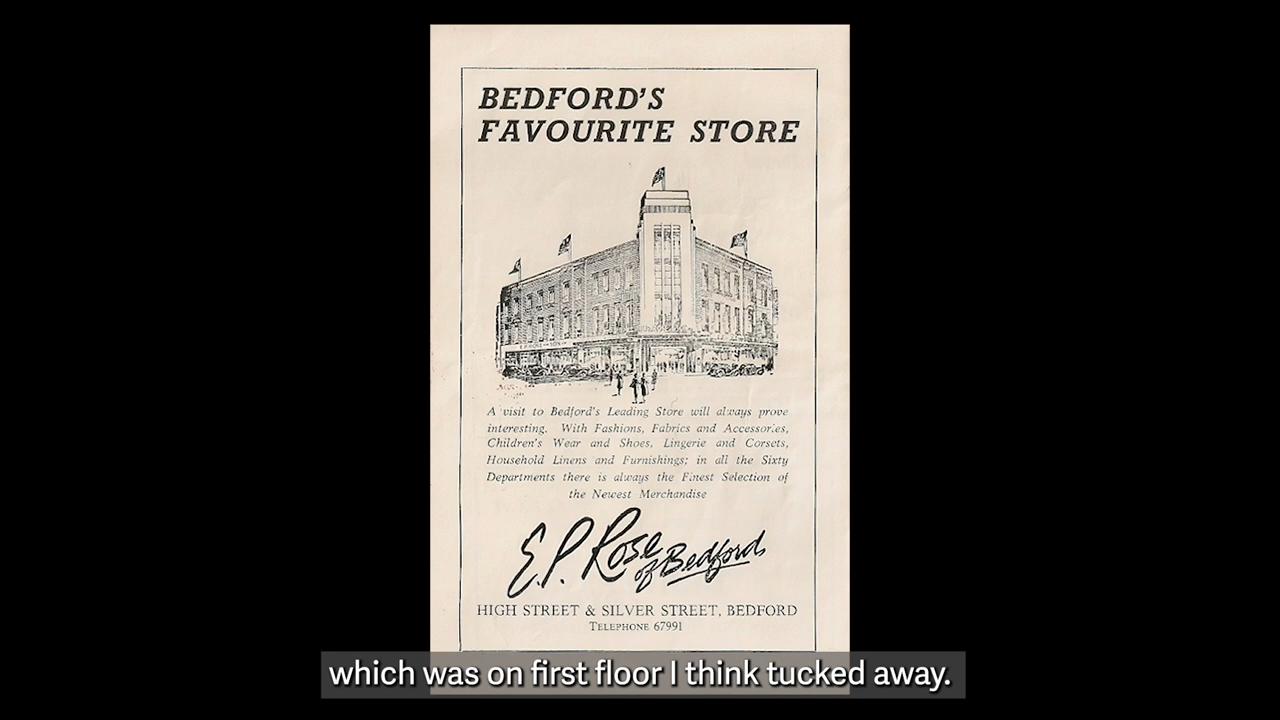 BEDFORD'S
FAVOURITE STORE
A visit to Bedford's Leading Store will always prove
interesting. With Fashions, Fabrics and Accessories,
Children's Wear and Shoes, Lingerie and Corsets,
Household Linens and Furnishings; in all the Sixty
Departments there is always the Finest Selection of
the Newest Merchandise
E.P. Rose
of Bedford
HIGH STREET & SILVER STREET, BEDFORD
TELEPHONE 67991
which was on first floor I think tucked away.